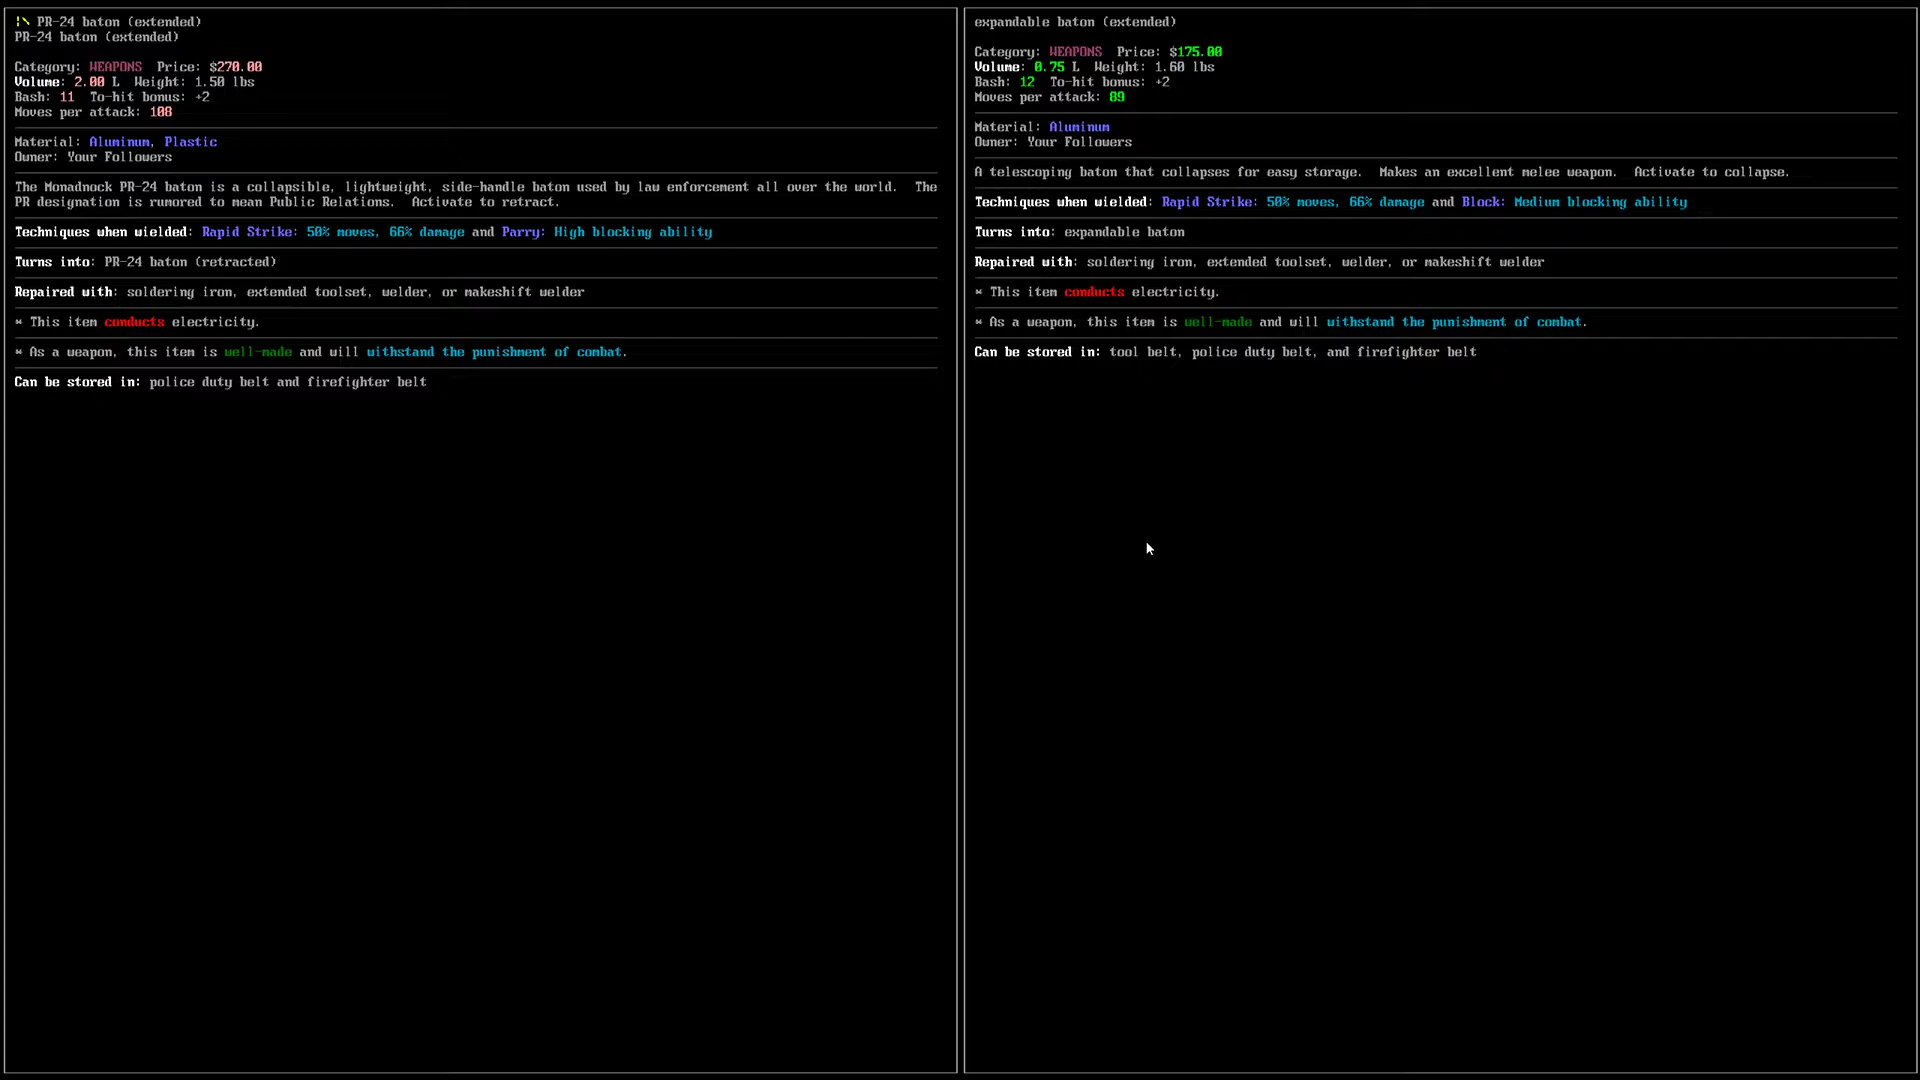 |\ PR-24 baton (extended)
PR-24 baton (extended)
Category: WEAPONS  Price: $270.00
Volume: 2.00 L  Weight: 1.50 lbs
Bash: 11  To-hit bonus: +2
Moves per attack: 108
Material: Aluminum, Plastic
Owner: Your Followers
The Monadnock PR-24 baton is a collapsible, lightweight, side-handle baton used by law enforcement all over the world.  The
PR designation is rumored to mean Public Relations.  Activate to retract.
Techniques when wielded: Rapid Strike: 50% moves, 66% damage and Parry: High blocking ability
Turns into: PR-24 baton (retracted)
Repaired with: soldering iron, extended toolset, welder, or makeshift welder
* This item conducts electricity.
* As a weapon, this item is well-made and will withstand the punishment of combat.
Can be stored in: police duty belt and firefighter belt
expandable baton (extended)
Category: WEAPONS  Price: $175.00
Volume: 0.75 L  Weight: 1.60 lbs
Bash: 12  To-hit bonus: +2
Moves per attack: 89
Material: Aluminum
Owner: Your Followers
A telescoping baton that collapses for easy storage.  Makes an excellent melee weapon.  Activate to collapse.
Techniques when wielded: Rapid Strike: 50% moves, 66% damage and Block: Medium blocking ability
Turns into: expandable baton
Repaired with: soldering iron, extended toolset, welder, or makeshift welder
* This item conducts electricity.
* As a weapon, this item is well-made and will withstand the punishment of combat.
Can be stored in: tool belt, police duty belt, and firefighter belt